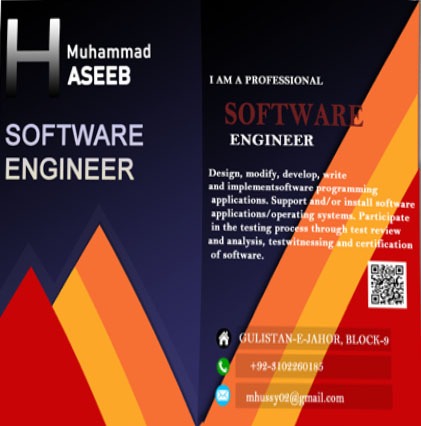 H
Muhammad
ASEEB
SOFTWARE
ENGINEER
I AM A PROFESSIONAL
SOFTWARE
ENGINEER
Design, modify, develop, write
and implementsoftware programming
applications. Support and/or install software
applications/operating systems. Participate
in the testing process through test review
and analysis, testwitnessing and certification
of software.
GULISTAN-E-JAHOR, BLOCK-9
+92-3102260185
mhussy02@gmail.com